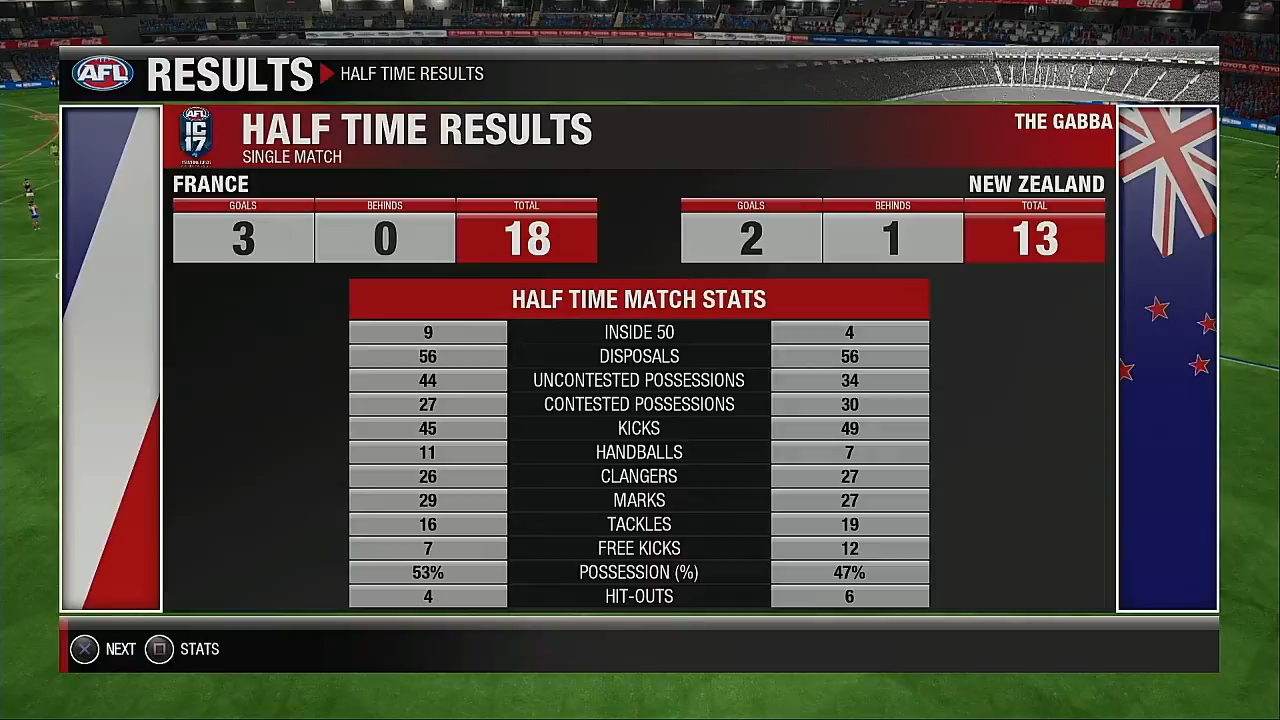 AFL RESULTS HALF TIME RESULTS
AFL IC 17
HALF TIME RESULTS
SINGLE MATCH
THE GABBA
FRANCE
NEW ZEALAND
GOALS BEHINDS TOTAL GOALS BEHINDS TOTAL
3 0 18 2 1 13
HALF TIME MATCH STATS
9 INSIDE 50 4
56 DISPOSALS 56
44 UNCONTESTED POSSESSIONS 34
27 CONTESTED POSSESSIONS 30
45 KICKS 49
11 HANDBALLS 7
26 CLANGERS 27
29 MARKS 27
16 TACKLES 19
7 FREE KICKS 12
53% POSSESSION (%) 47%
4 HIT-OUTS 6
NEXT STATS